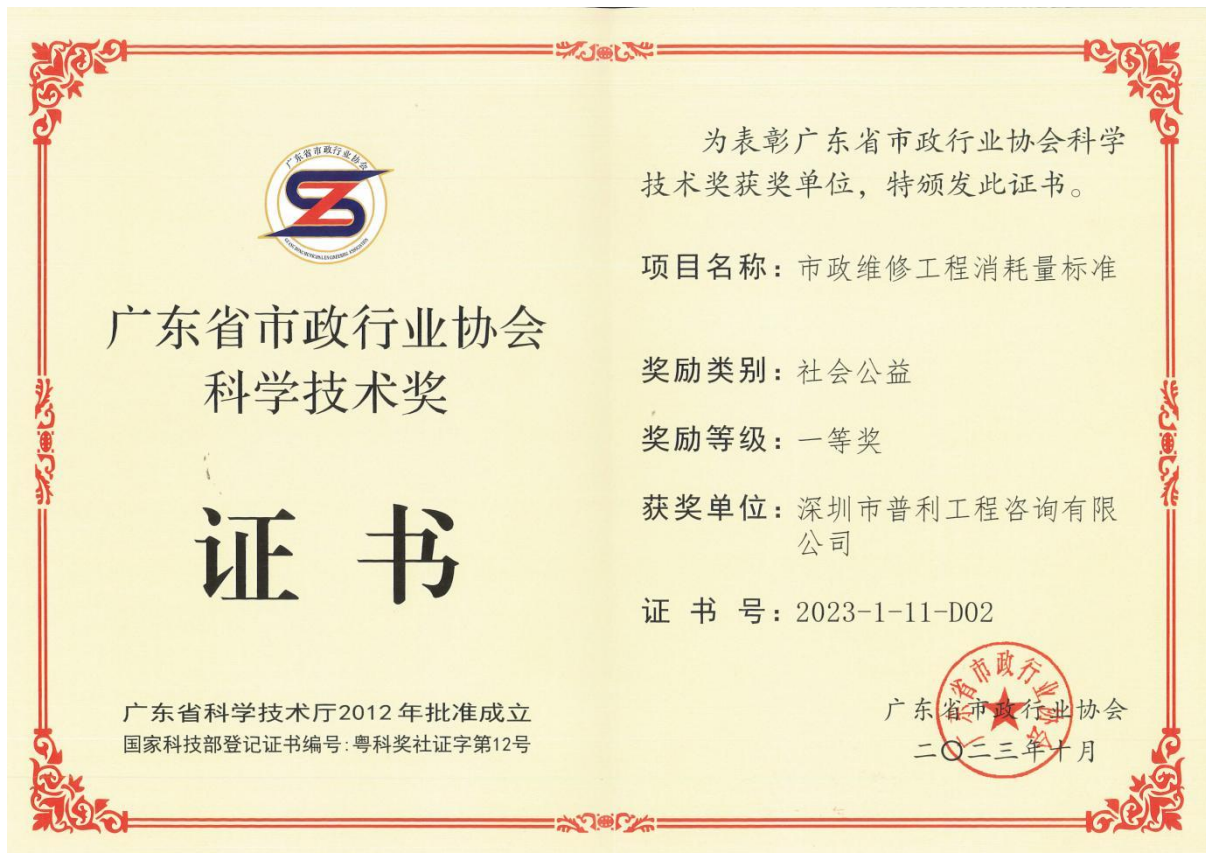 广东省市政行业协会
广东省市政行业协会
科学技术奖
证 书
广东省科学技术厅2012年批准成立
国家科技部登记证书编号:粤科奖社证字第12号
为表彰广东省市政行业协会科学
技术奖获奖单位，特颁发此证书。
项目名称：市政维修工程消耗量标准
奖励类别：社会公益
奖励等级：一等奖
获奖单位：深圳市普利工程咨询有限
公司
证 书 号：2023-1-11-D02
广东省市政行业协会
广东省市政行业协会
二〇二三年十月